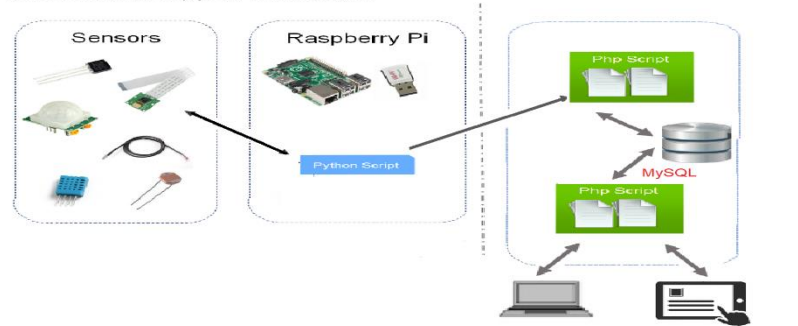 Sensors
Raspberry Pi
Php Script
Python Script
MySQL
Php Script